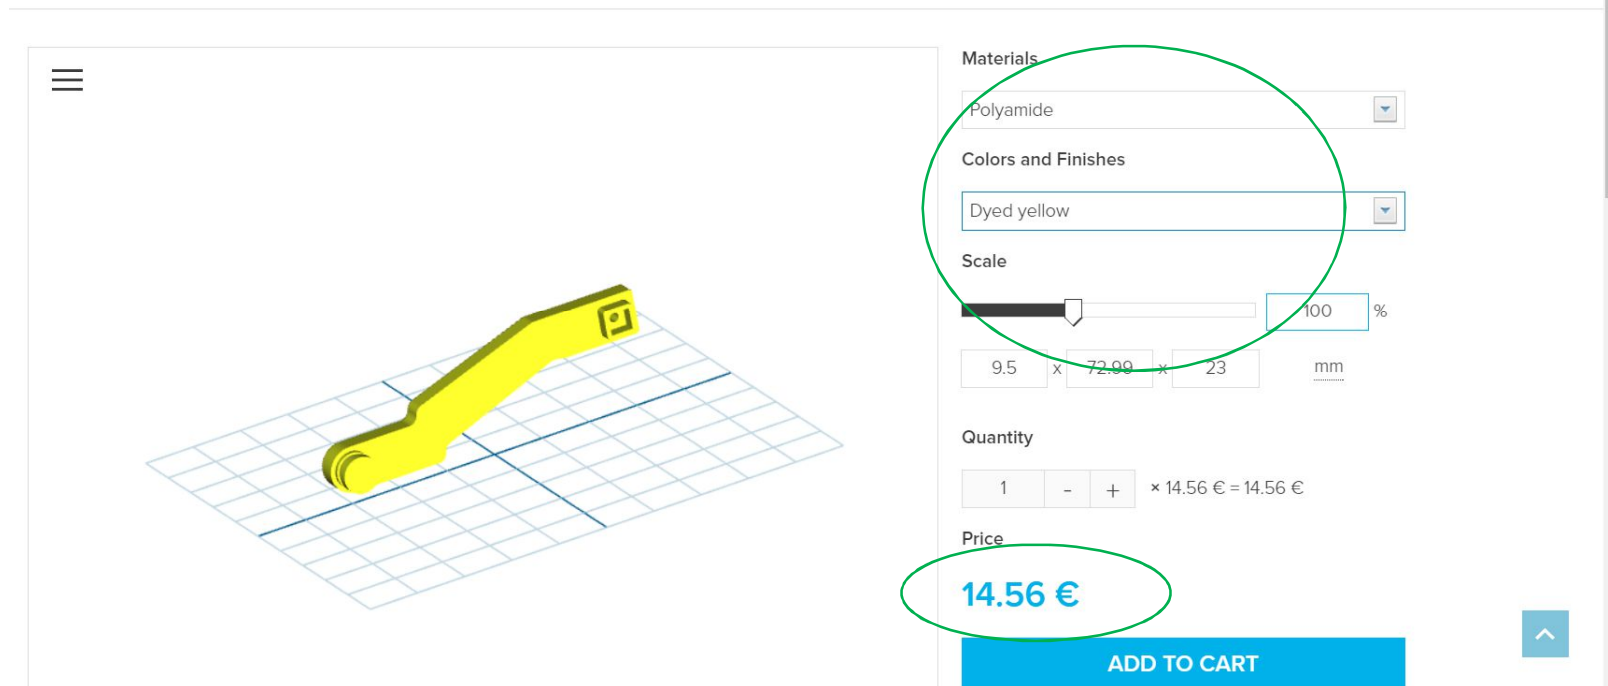 Materials
Polyamide
Colors and Finishes
Dyed yellow
Scale
100 %
9.5 x 72.99 x 23 mm
Quantity
1 - + × 14.56 € = 14.56 €
Price
14.56 €
ADD TO CART